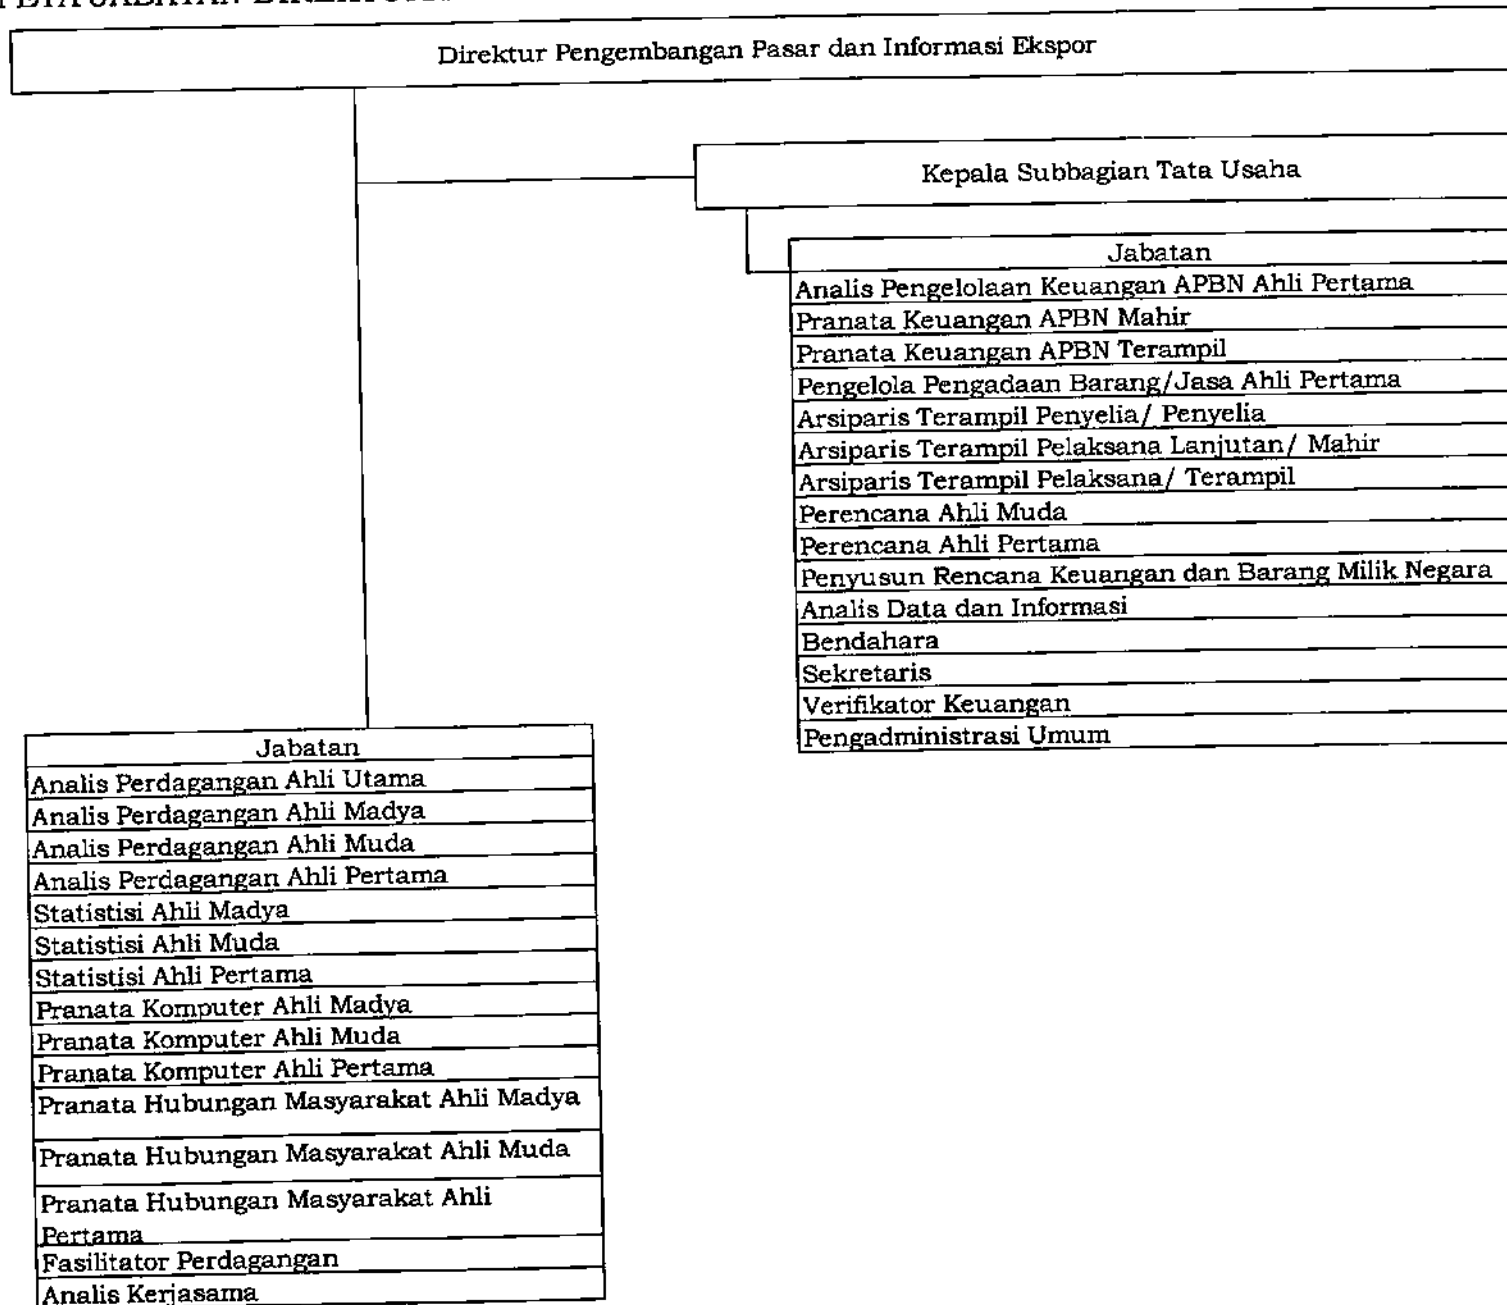 Direktur Pengembangan Pasar dan Informasi Ekspor
Kepala Subbagian Tata Usaha
Jabatan
Analis Pengelolaan Keuangan APBN Ahli Pertama
Pranata Keuangan APBN Mahir
Pranata Keuangan APBN Terampil
Pengelola Pengadaan Barang/Jasa Ahli Pertama
Arsiparis Terampil Penyelia/ Penyelia
Arsiparis Terampil Pelaksana Lanjutan/ Mahir
Arsiparis Terampil Pelaksana/ Terampil
Perencana Ahli Muda
Perencana Ahli Pertama
Penyusun Rencana Keuangan dan Barang Milik Negara
Analis Data dan Informasi
Bendahara
Sekretaris
Verifikator Keuangan
Pengadministrasi Umum
Jabatan
Analis Perdagangan Ahli Utama
Analis Perdagangan Ahli Madya
Analis Perdagangan Ahli Muda
Analis Perdagangan Ahli Pertama
Statistisi Ahli Madya
Statistisi Ahli Muda
Statistisi Ahli Pertama
Pranata Komputer Ahli Madya
Pranata Komputer Ahli Muda
Pranata Komputer Ahli Pertama
Pranata Hubungan Masyarakat Ahli Madya
Pranata Hubungan Masyarakat Ahli Muda
Pranata Hubungan Masyarakat Ahli
Pertama
Fasilitator Perdagangan
Analis Kerjasama